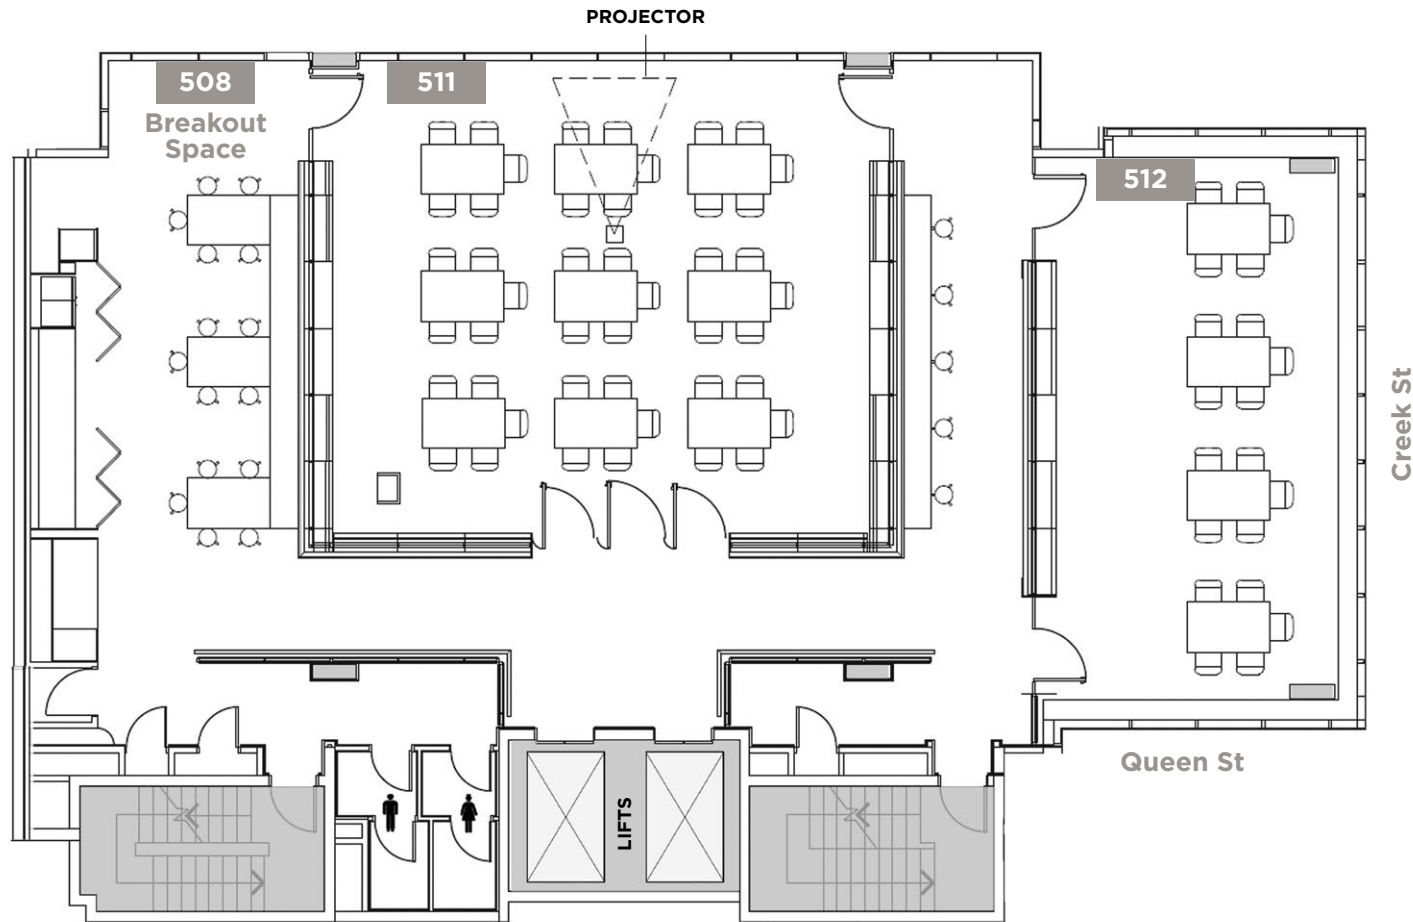 PROJECTOR
508
Breakout
Space
511
512
Creek St
Queen St
LIFTS